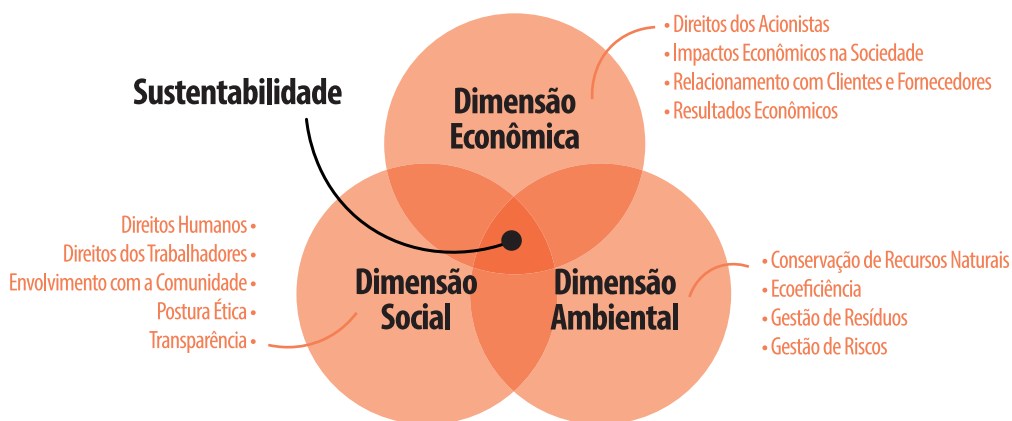 Sustentabilidade
Dimensão
Econômica
• Direitos dos Acionistas
• Impactos Econômicos na Sociedade
• Relacionamento com Clientes e Fornecedores
• Resultados Econômicos
Direitos Humanos •
Direitos dos Trabalhadores •
Envolvimento com a Comunidade •
Postura Ética •
Transparência •
Dimensão
Social
Dimensão
Ambiental
• Conservação de Recursos Naturais
• Ecoeficiência
• Gestão de Resíduos
• Gestão de Riscos